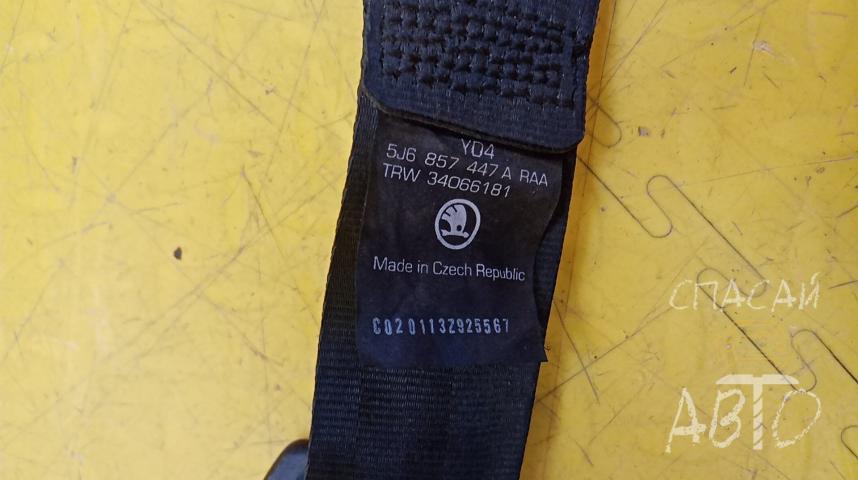 YD4
5J6 857 447 A RAA
TRW 34066181
Made in Czech Republic
C020113Z925567
СПАСАЙ
АВТО